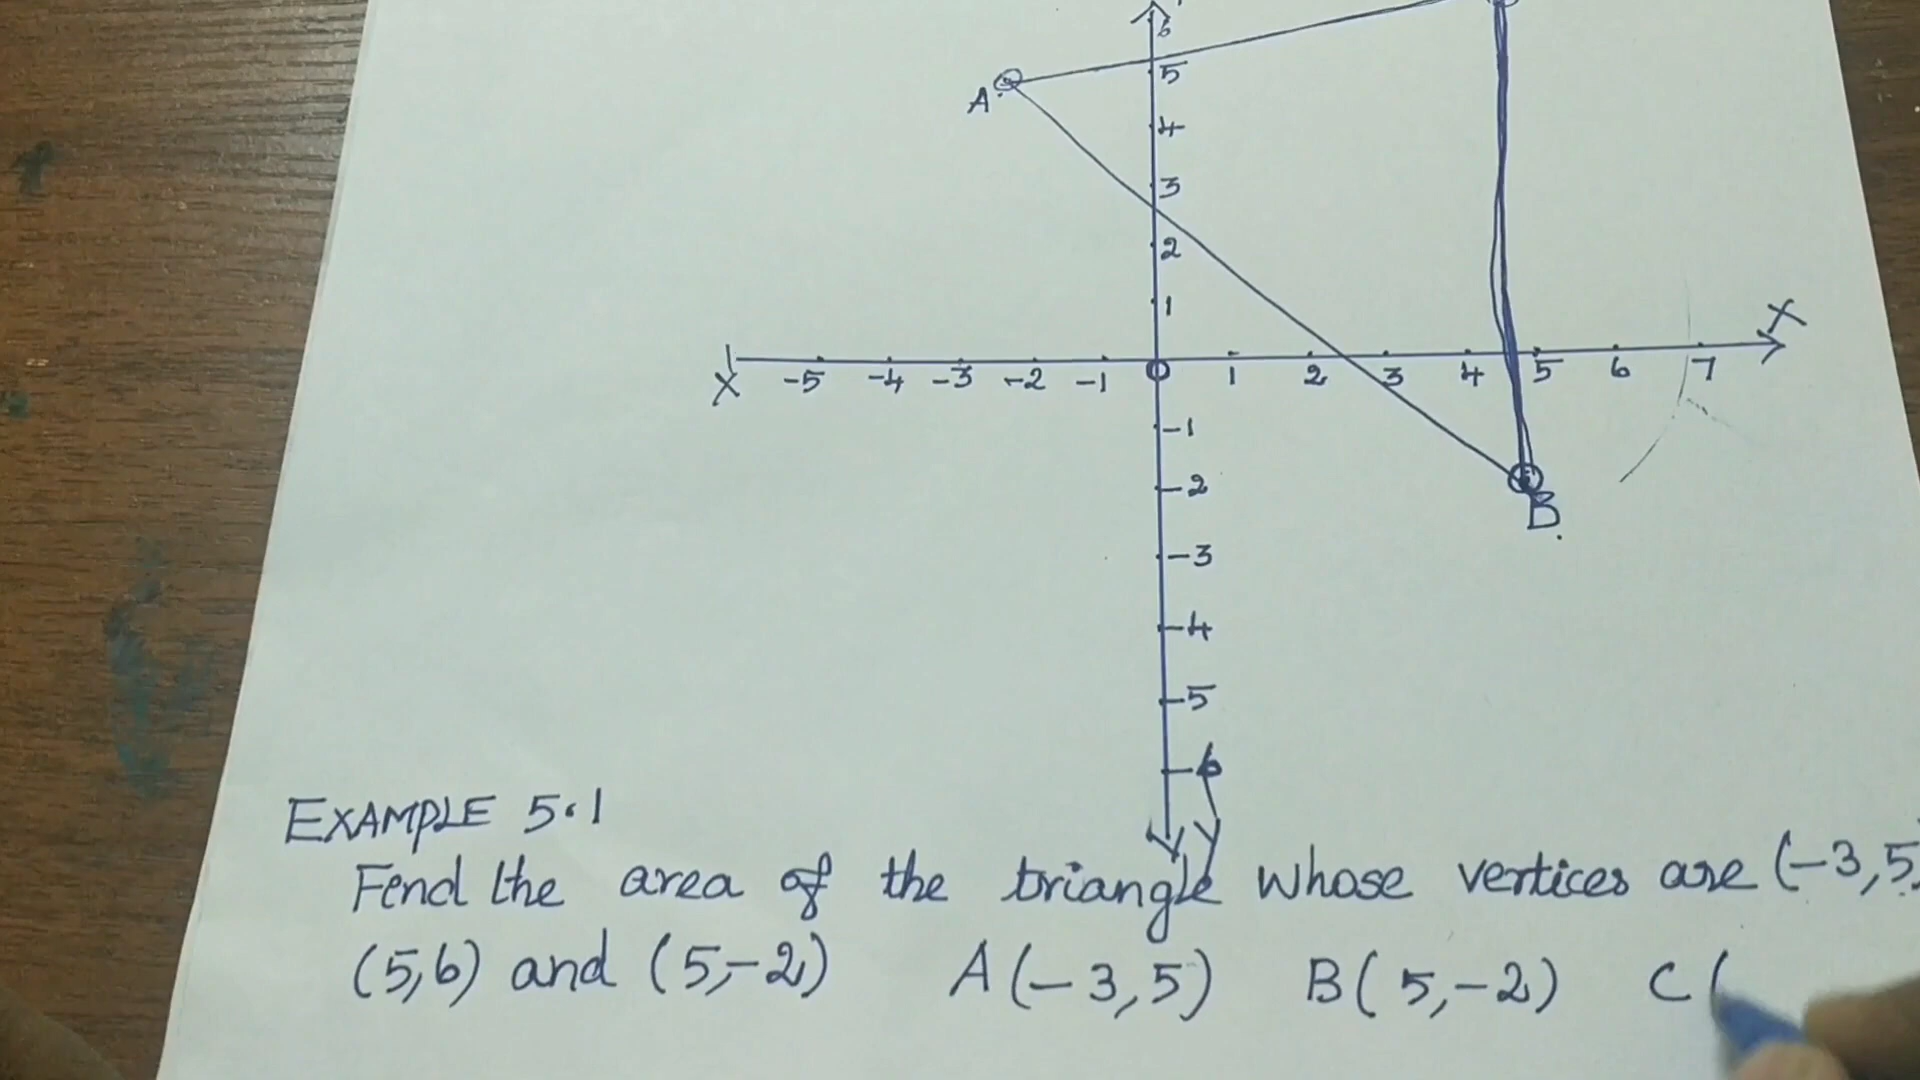 6
5
A.
4
3
2
1
X
X -5 -4 -3 -2 -1 0 1 2 3 4 5 6 7
-1
-2
B.
-3
-4
-5
-6
EXAMPLE 5.1
Y
Find the area of the triangle whose vertices are (-3,5)
(5,6) and (5,-2) A(-3,5) B(5,-2) C(